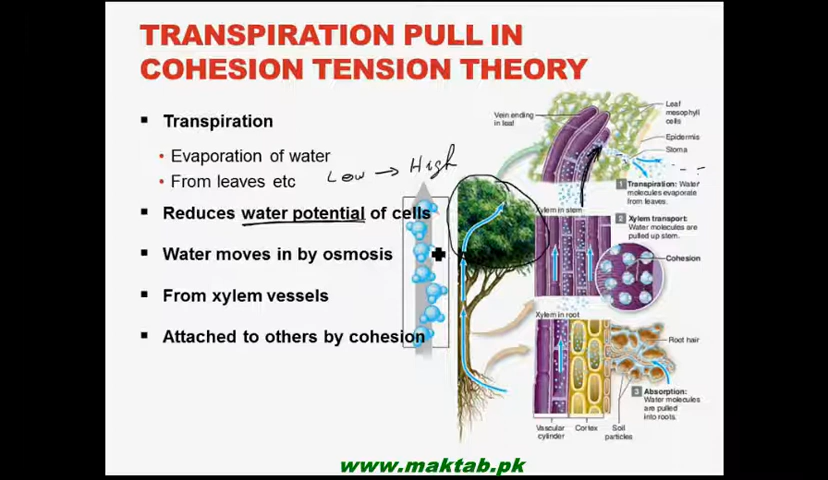 TRANSPIRATION PULL IN
COHESION TENSION THEORY
Transpiration
Evaporation of water
From leaves etc
Low → High
Reduces water potential of cells
Water moves in by osmosis
From xylem vessels
Attached to others by cohesion
Vein ending
in leaf
Leaf
mesophyll
cells
Epidermis
Stoma
1 Transpiration: Water
molecules evaporate
from leaves.
Xylem in stem
2 Xylem transport:
Water molecules are
pulled up stem.
Cohesion
Xylem in root
Root hair
3 Absorption:
Water molecules
are pulled
into roots.
Vascular
cylinder
Cortex
Soil
particles
www.maktab.pk